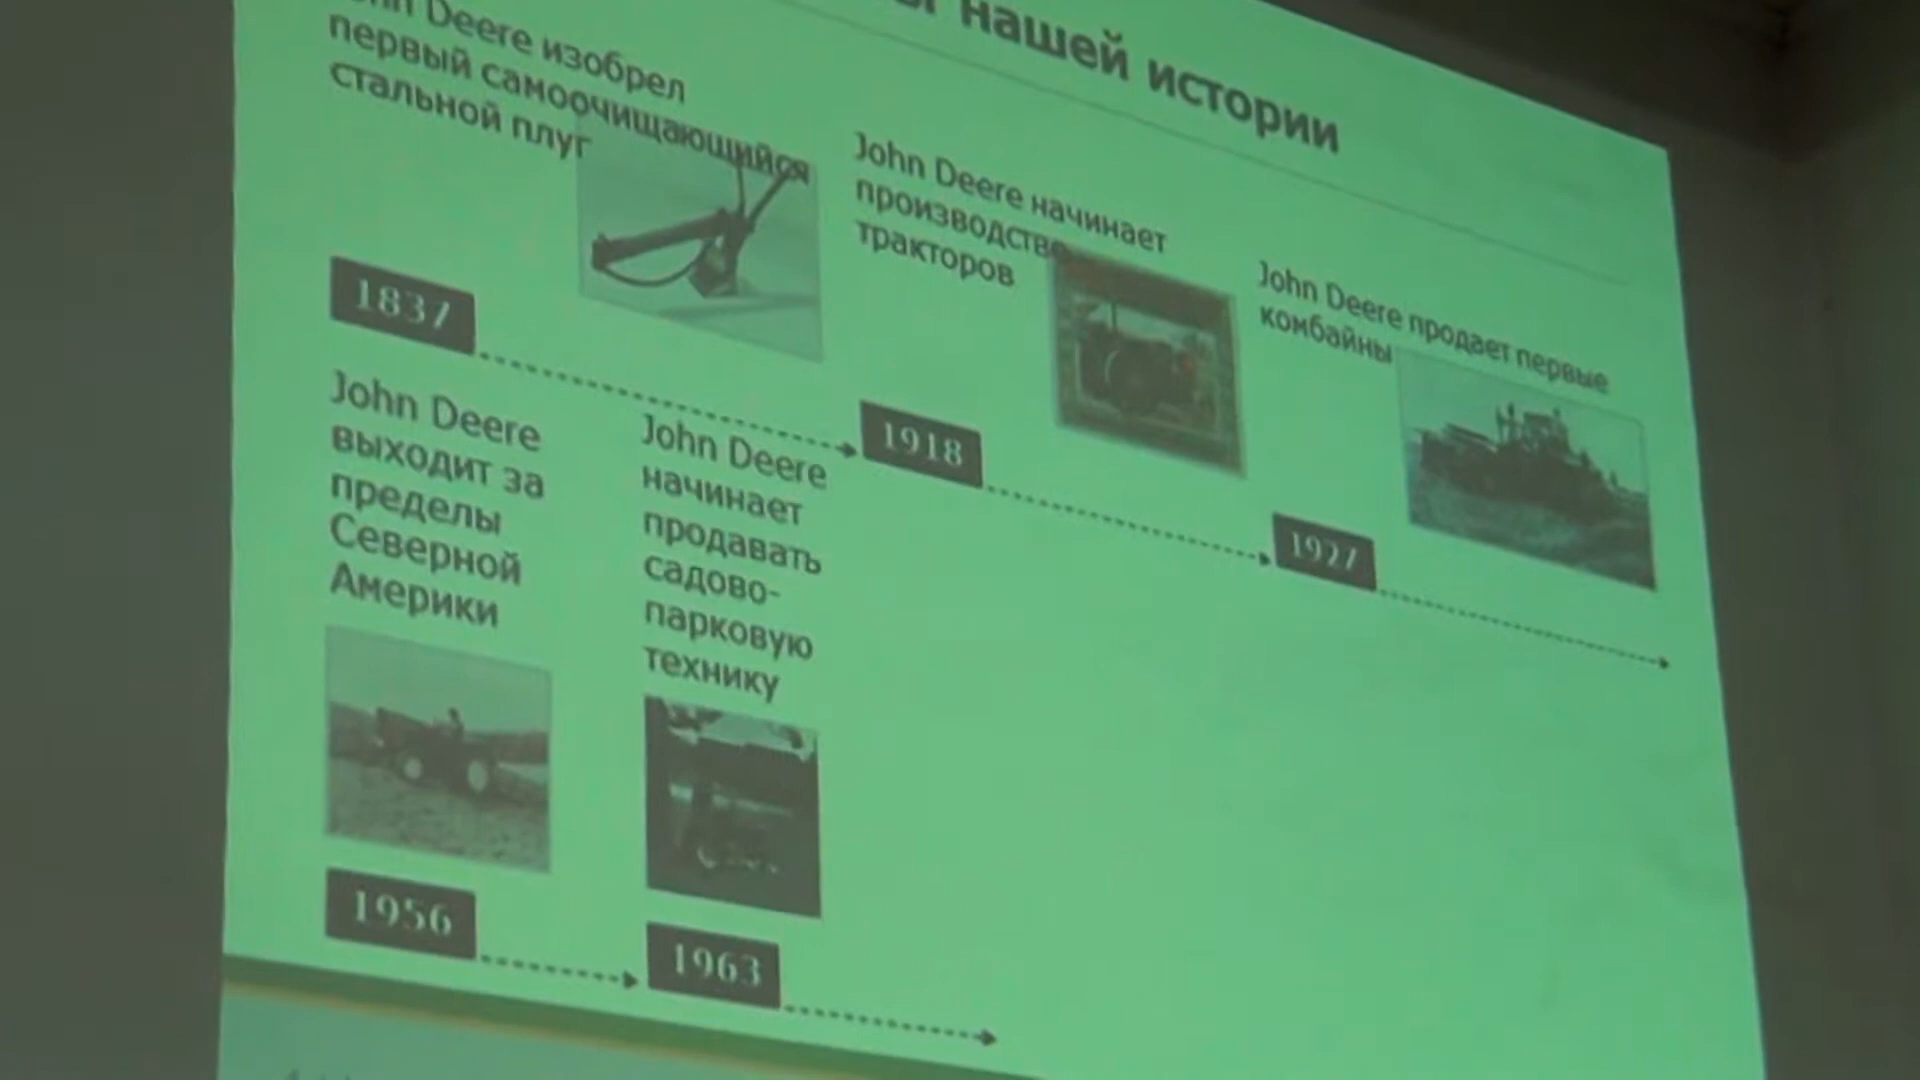 нашей истории
John Deere изобрел
первый самоочищающийся
стальной плуг
1837
John Deere начинает
производство
тракторов
1918
John Deere продает первые
комбайны
1927
John Deere
выходит за
пределы
Северной
Америки
1956
John Deere
начинает
продавать
садово-
парковую
технику
1963